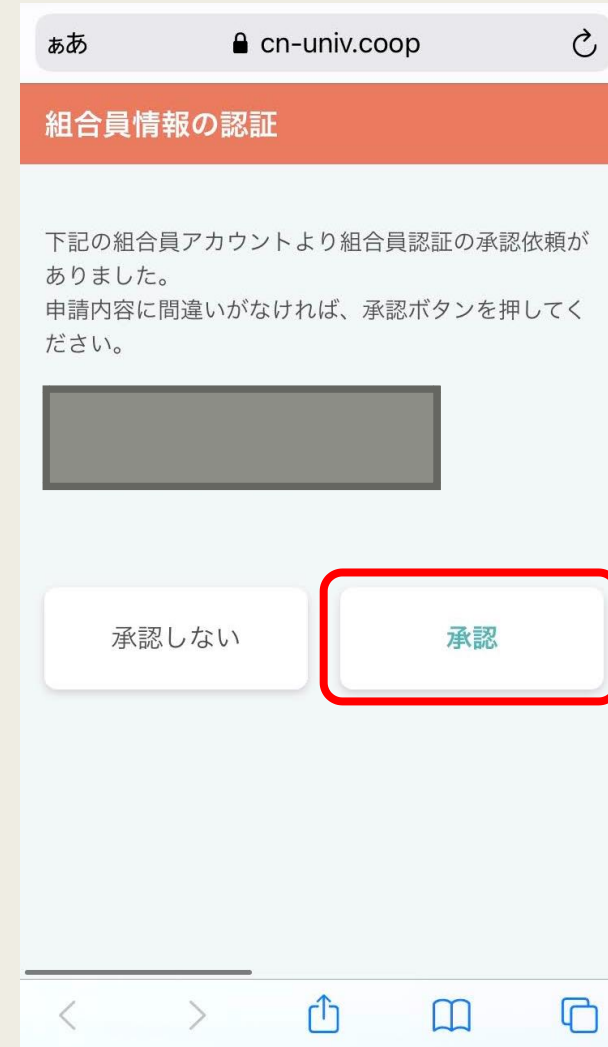 ぁあ cn-univ.coop
組合員情報の認証
下記の組合員アカウントより組合員認証の承認依頼が
ありました。
申請内容に間違いがなければ、承認ボタンを押してく
ださい。
承認しない 承認